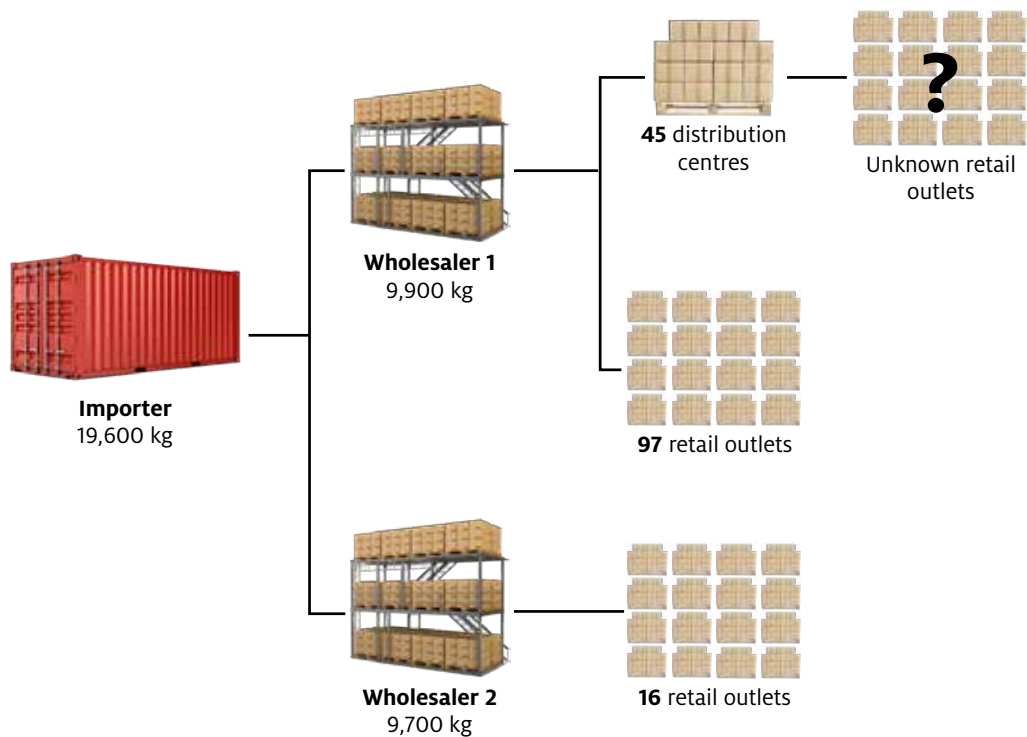 ?
45 distribution
centres
Unknown retail
outlets
Wholesaler 1
9,900 kg
Importer
19,600 kg
97 retail outlets
Wholesaler 2
9,700 kg
16 retail outlets